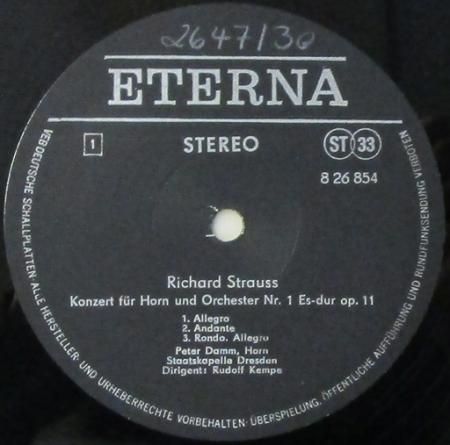 2647/30
ETERNA
1 STEREO ST 33
8 26 854
Richard Strauss
Konzert für Horn und Orchester Nr. 1 Es-dur op. 11
1. Allegro
2. Andante
3. Rondo. Allegro
Peter Damm, Horn
Staatskapelle Dresden
Dirigent: Rudolf Kempe
VEB DEUTSCHE SCHALLPLATTEN · ALLE HERSTELLER- UND URHEBERRECHTE VORBEHALTEN · ÜBERSPIELUNG, ÖFFENTLICHE AUFFÜHRUNG UND RUNDFUNKSENDUNG VERBOTEN